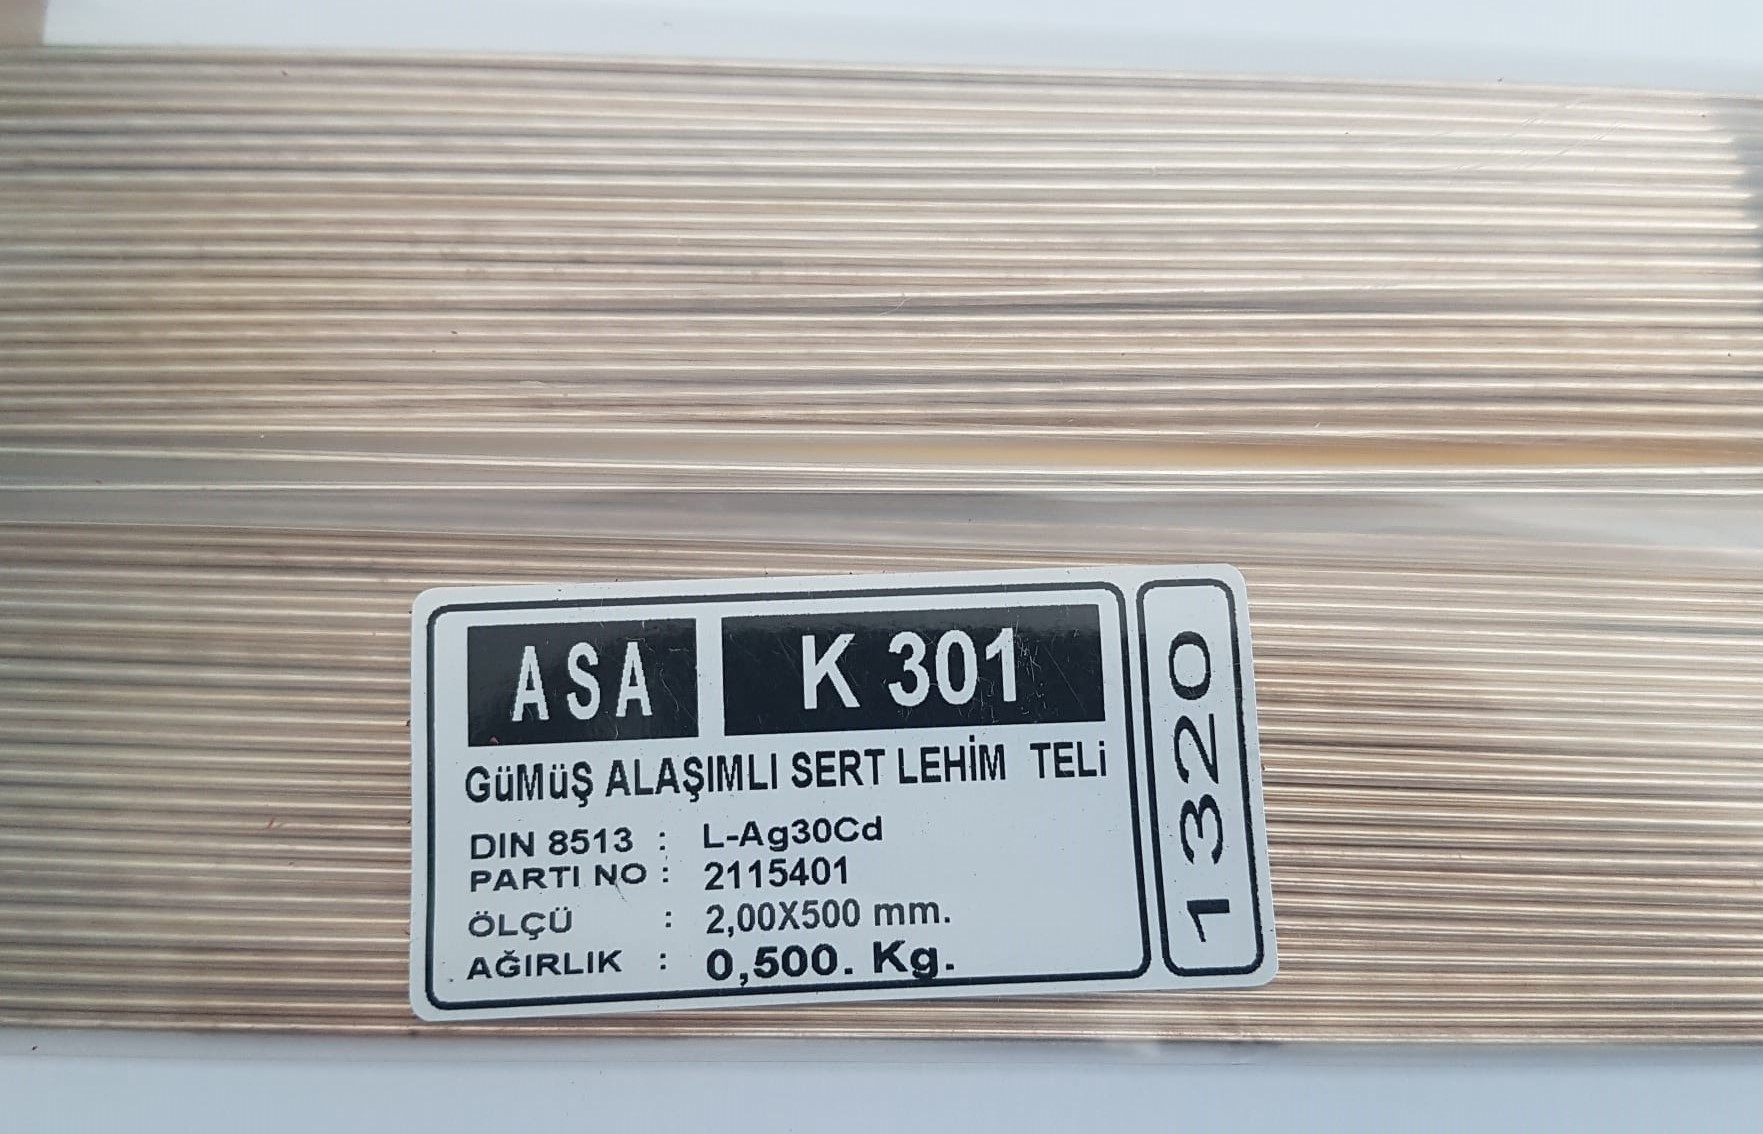 ASA K 301
GüMüŞ ALAŞIMLI SERT LEHİM TELi
DIN 8513 : L-Ag30Cd
PARTI NO : 2115401
ÖLÇÜ : 2,00X500 mm.
AĞIRLIK : 0,500. Kg.
1320